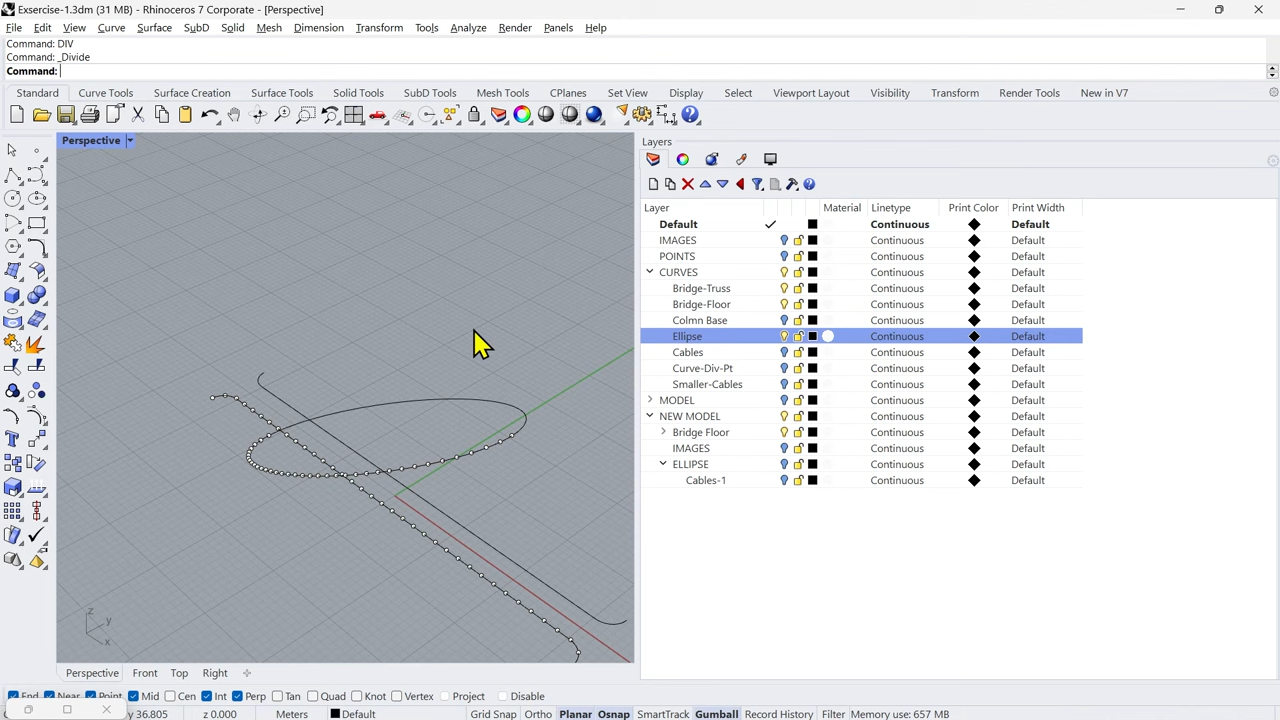 Exsercise-1.3dm (31 MB) - Rhinoceros 7 Corporate - [Perspective]
File Edit View Curve Surface SubD Solid Mesh Dimension Transform Tools Analyze Render Panels Help
Command: DIV
Command: _Divide
Command:
Standard Curve Tools Surface Creation Surface Tools Solid Tools SubD Tools Mesh Tools CPlanes Set View Display Select Viewport Layout Visibility Transform Render Tools New in V7
Perspective
Layers
Layer Material Linetype Print Color Print Width
Default Continuous Default
IMAGES Continuous Default
POINTS Continuous Default
CURVES Continuous Default
Bridge-Truss Continuous Default
Bridge-Floor Continuous Default
Colmn Base Continuous Default
Ellipse Continuous Default
Cables Continuous Default
Curve-Div-Pt Continuous Default
Smaller-Cables Continuous Default
MODEL Continuous Default
NEW MODEL Continuous Default
Bridge Floor Continuous Default
IMAGES Continuous Default
ELLIPSE Continuous Default
Cables-1 Continuous Default
z
y
x
Perspective Front Top Right
End Near Point Mid Cen Int Perp Tan Quad Knot Vertex Project Disable
y 36.805 z 0.000 Meters Default Grid Snap Ortho Planar Osnap SmartTrack Gumball Record History Filter Memory use: 657 MB